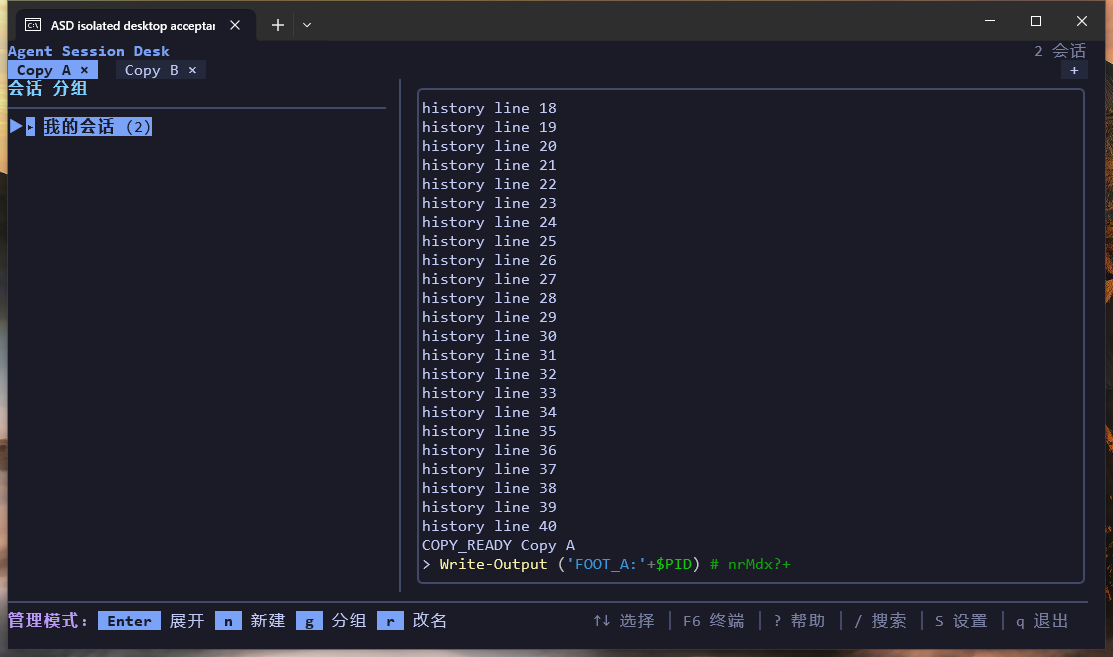 ASD isolated desktop acceptar
Agent Session Desk
2 会话
Copy A ×
Copy B ×
+
会话 分组
▶ ▸ 我的会话 (2)
history line 18
history line 19
history line 20
history line 21
history line 22
history line 23
history line 24
history line 25
history line 26
history line 27
history line 28
history line 29
history line 30
history line 31
history line 32
history line 33
history line 34
history line 35
history line 36
history line 37
history line 38
history line 39
history line 40
COPY_READY Copy A
> Write-Output ('FOOT_A:'+$PID) # nrMdx?+
管理模式: Enter 展开 n 新建 g 分组 r 改名
↑↓ 选择 │ F6 终端 │ ? 帮助 │ / 搜索 │ S 设置 │ q 退出